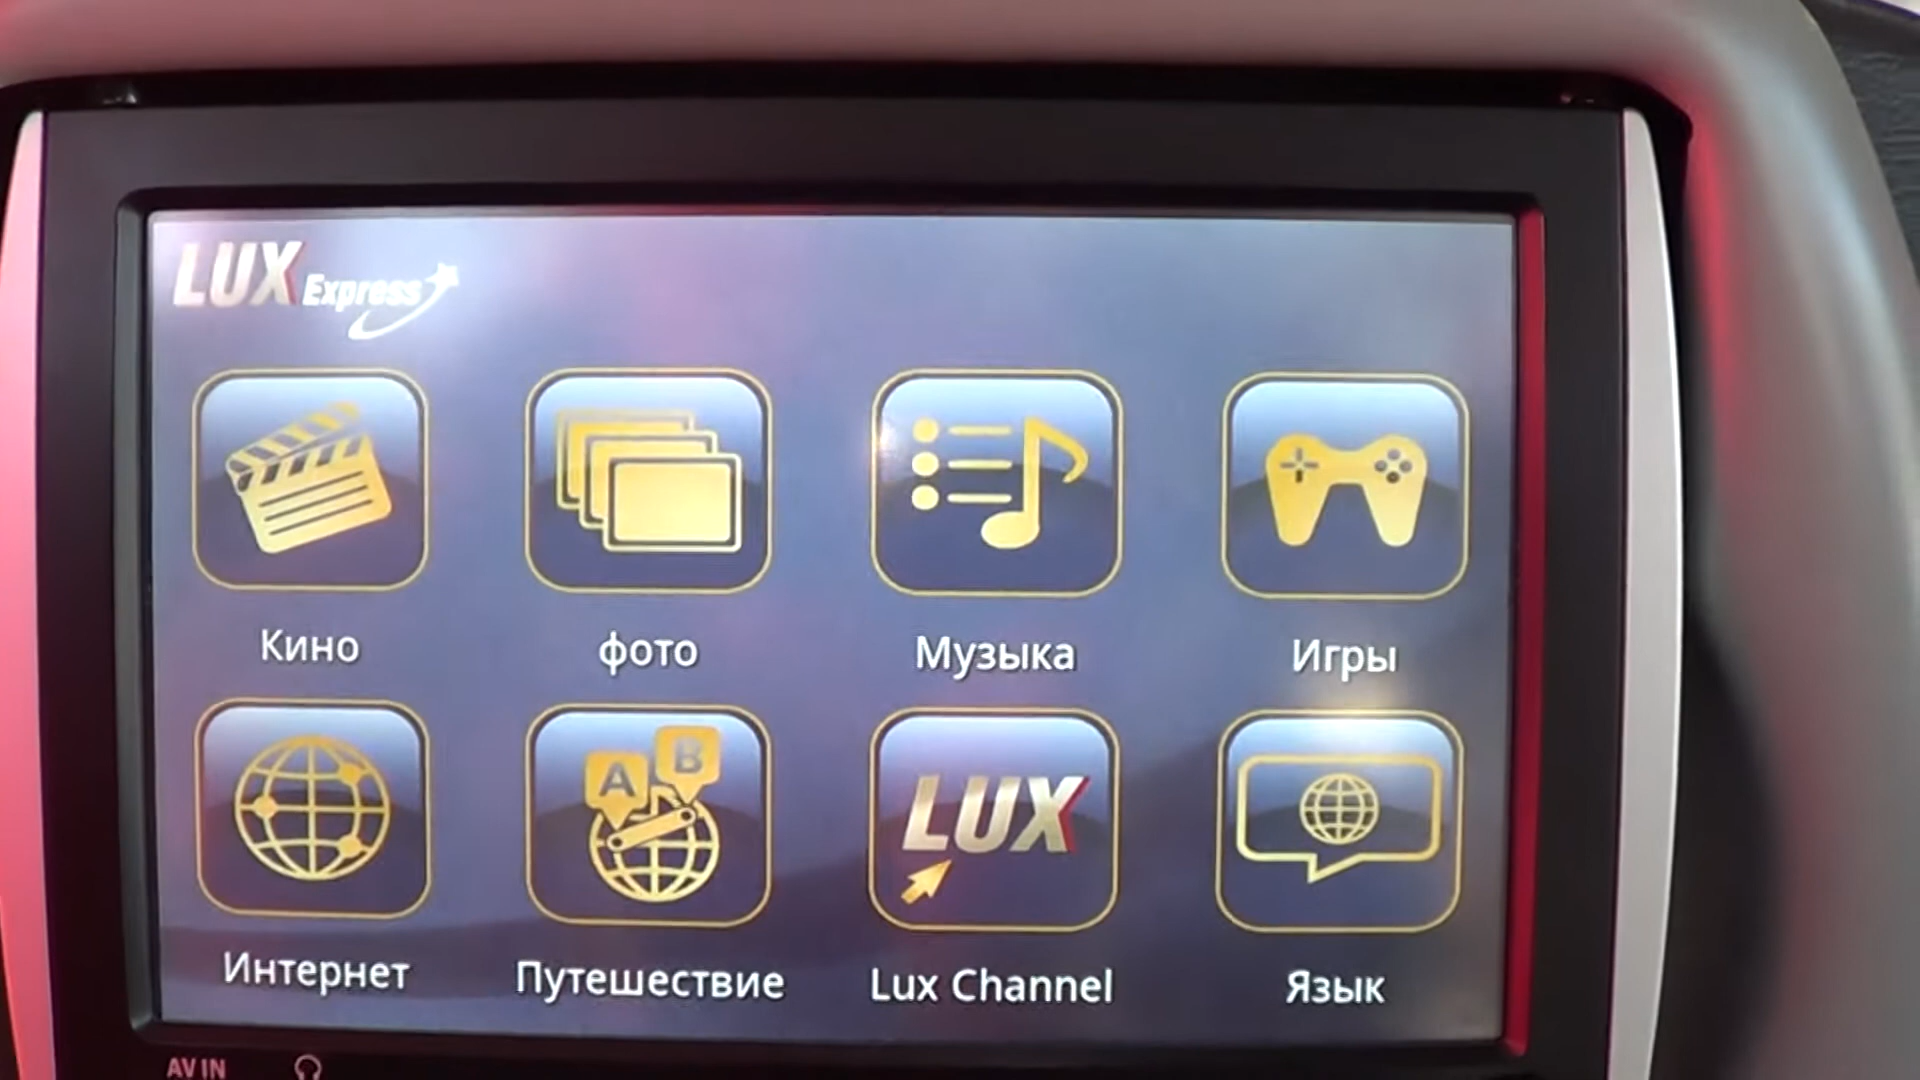 LUX Express
Кино
фото
Музыка
Игры
A B
LUX
Интернет
Путешествие
Lux Channel
Язык
AV IN